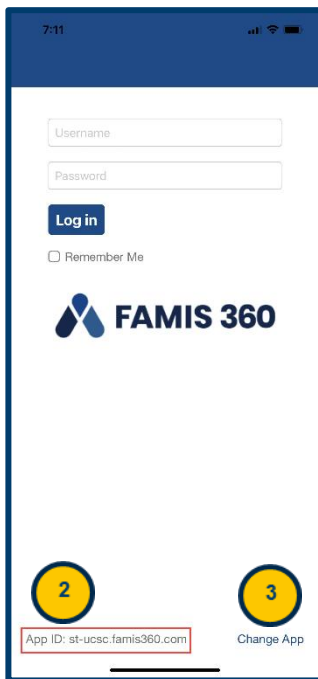 7:11
Username
Password
Log in
Remember Me
FAMIS 360
2
3
App ID: st-ucsc.famis360.com
Change App